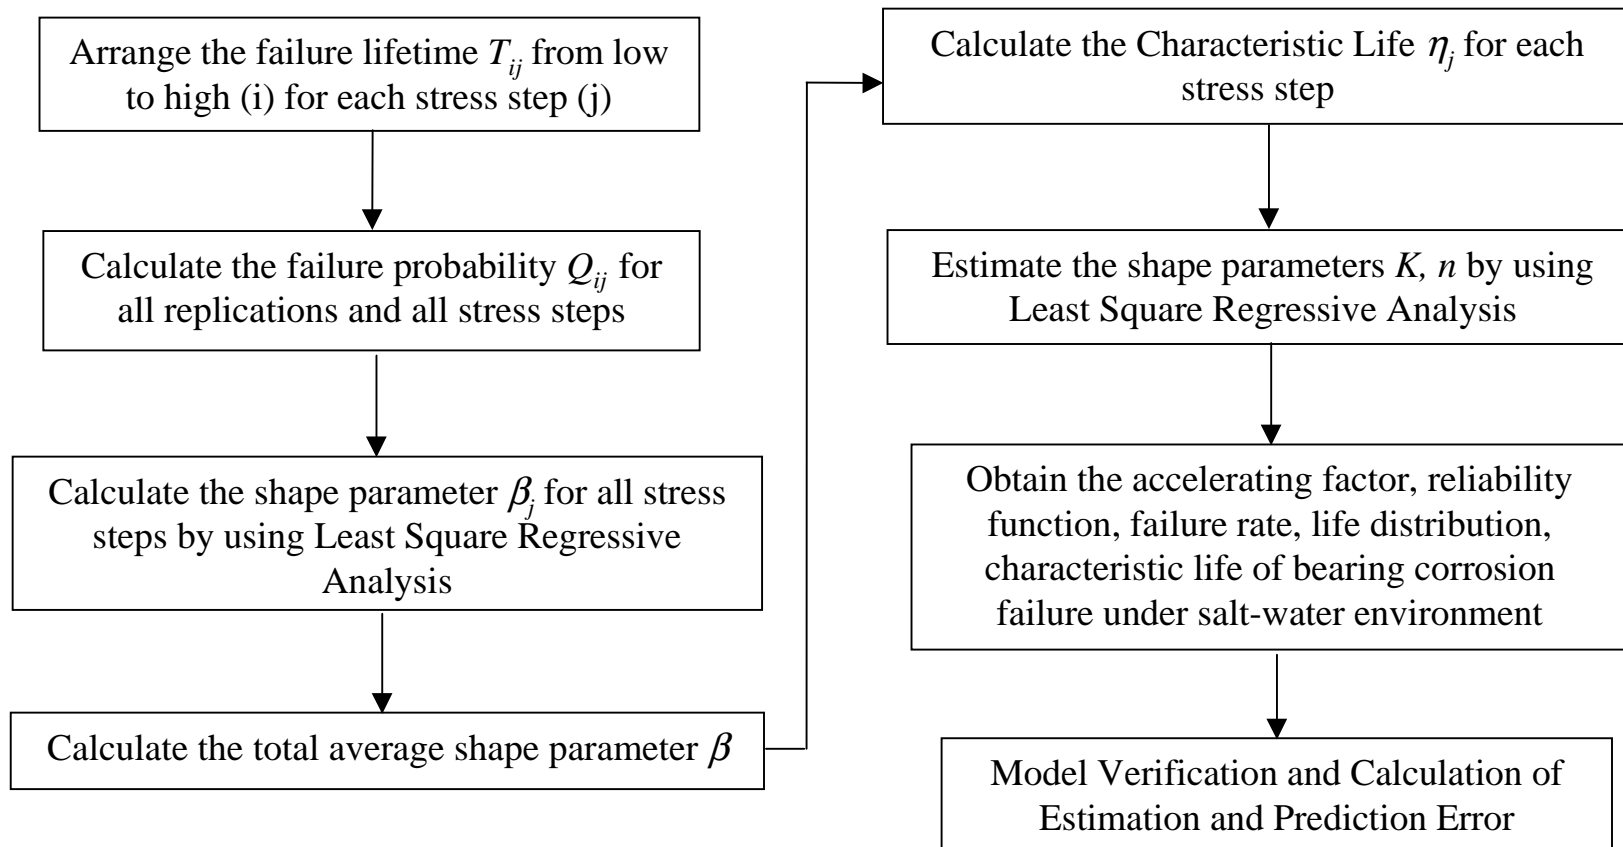 Arrange the failure lifetime T_ij from low
to high (i) for each stress step (j)
Calculate the failure probability Q_ij for
all replications and all stress steps
Calculate the shape parameter β_j for all stress
steps by using Least Square Regressive
Analysis
Calculate the total average shape parameter β
Calculate the Characteristic Life η_j for each
stress step
Estimate the shape parameters K, n by using
Least Square Regressive Analysis
Obtain the accelerating factor, reliability
function, failure rate, life distribution,
characteristic life of bearing corrosion
failure under salt-water environment
Model Verification and Calculation of
Estimation and Prediction Error